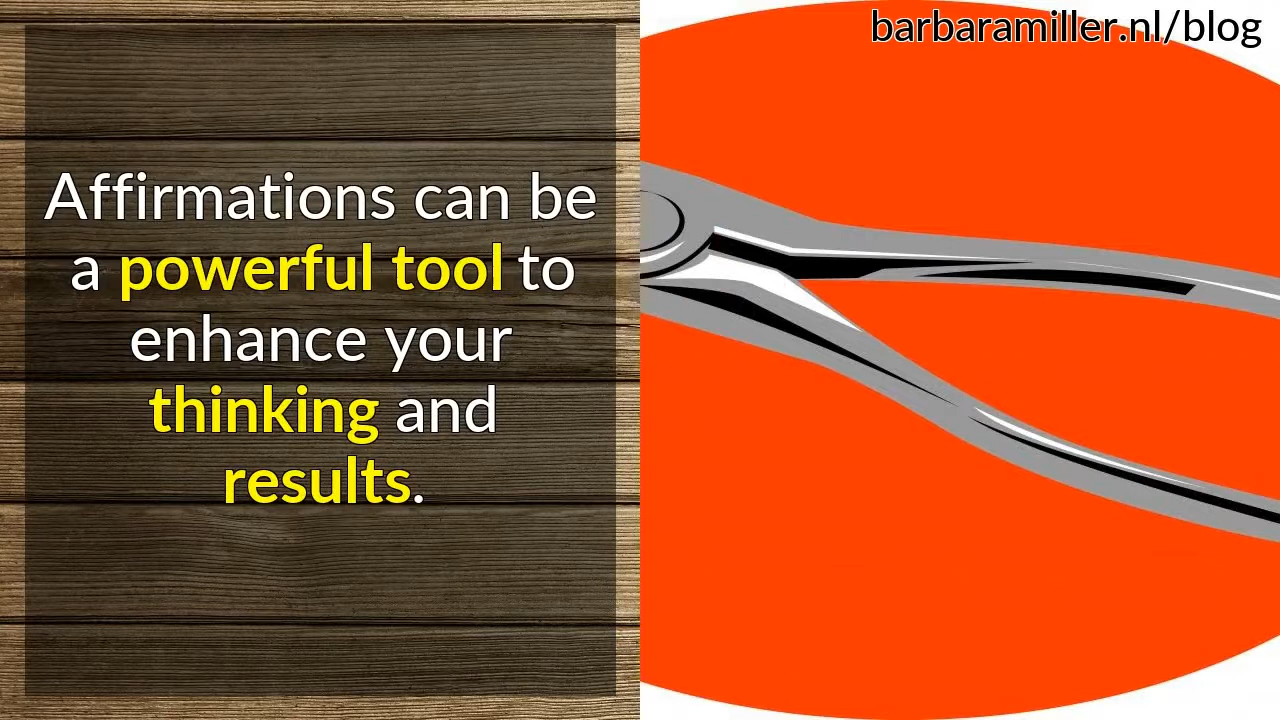 barbaramiller.nl/blog
Affirmations can be
a powerful tool to
enhance your
thinking and
results.